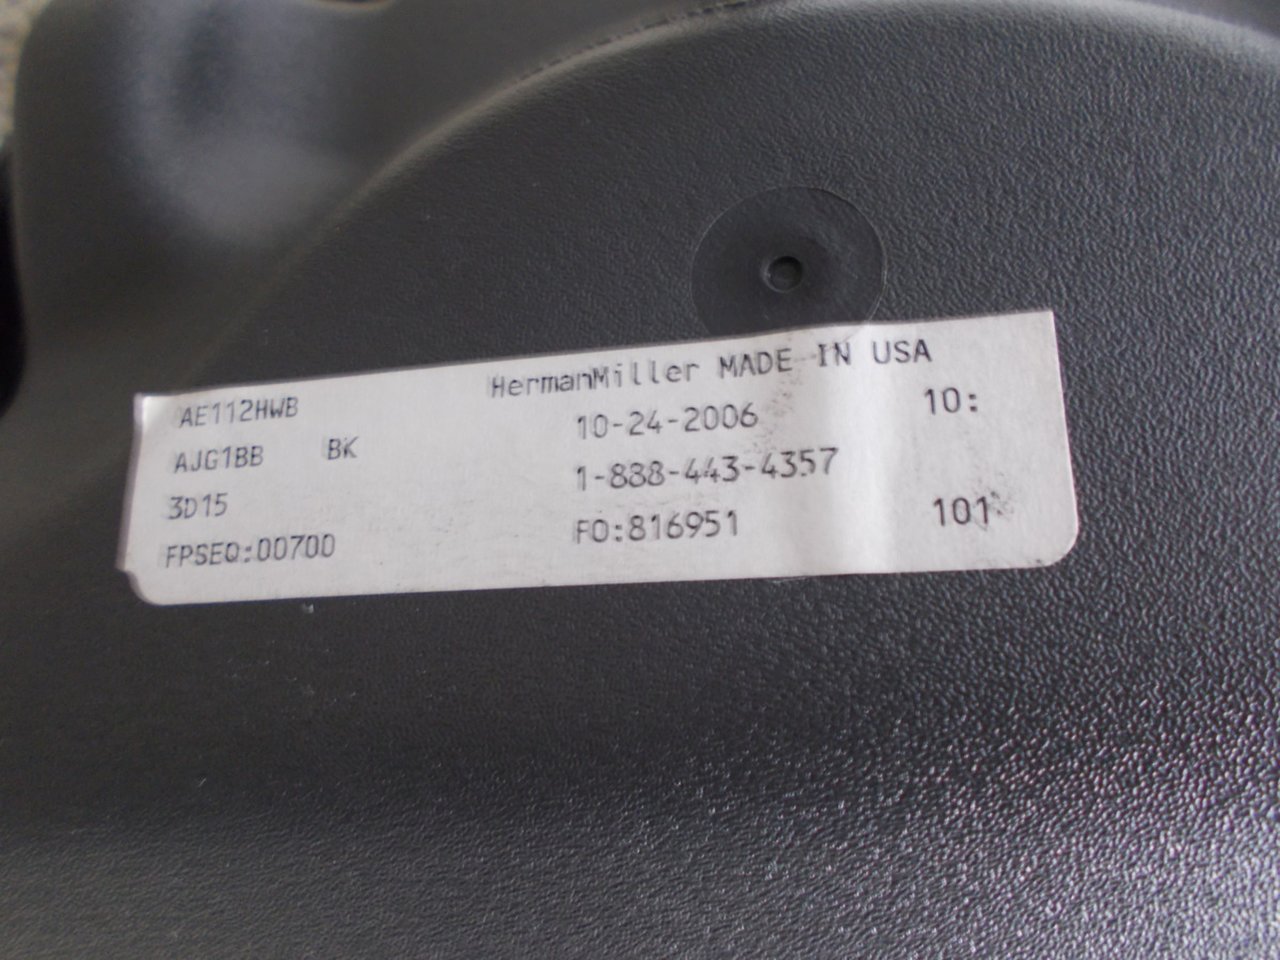 HermanMiller MADE IN USA
AE112HWB 10-24-2006 10:
AJG1BB BK 1-888-443-4357
3D15 FO:816951 101
FPSEQ:00700